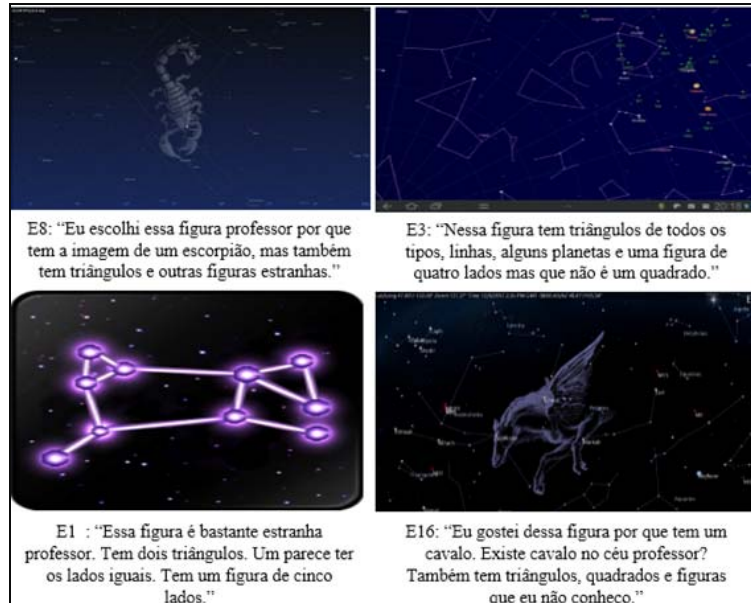 20:18
E8: “Eu escolhi essa figura professor por que
tem a imagem de um escorpião, mas também
tem triângulos e outras figuras estranhas.”
E3: “Nessa figura tem triângulos de todos os
tipos, linhas, alguns planetas e uma figura de
quatro lados mas que não é um quadrado.”
E1 : “Essa figura é bastante estranha
professor. Tem dois triângulos. Um parece ter
os lados iguais. Tem um figura de cinco
lados.”
E16: “Eu gostei dessa figura por que tem um
cavalo. Existe cavalo no céu professor?
Também tem triângulos, quadrados e figuras
que eu não conheço.”